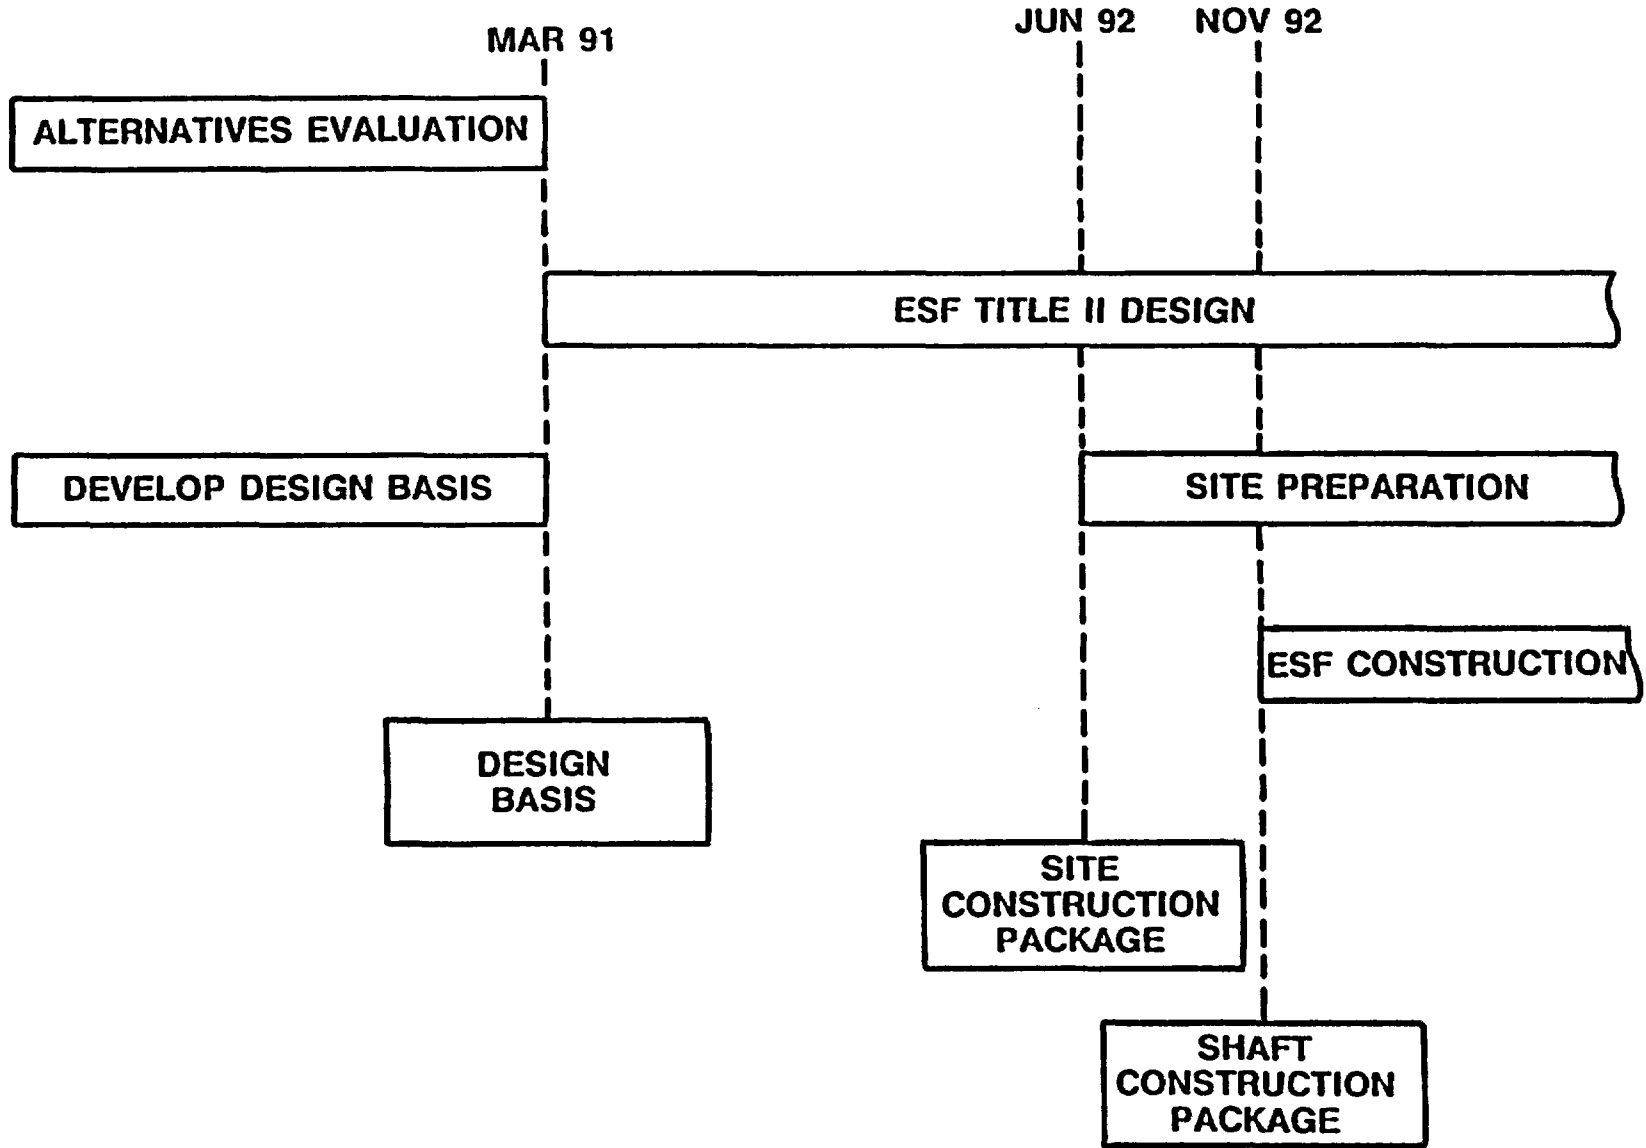 MAR 91
JUN 92
NOV 92
ALTERNATIVES EVALUATION
ESF TITLE II DESIGN
DEVELOP DESIGN BASIS
SITE PREPARATION
ESF CONSTRUCTION
DESIGN
BASIS
SITE
CONSTRUCTION
PACKAGE
SHAFT
CONSTRUCTION
PACKAGE